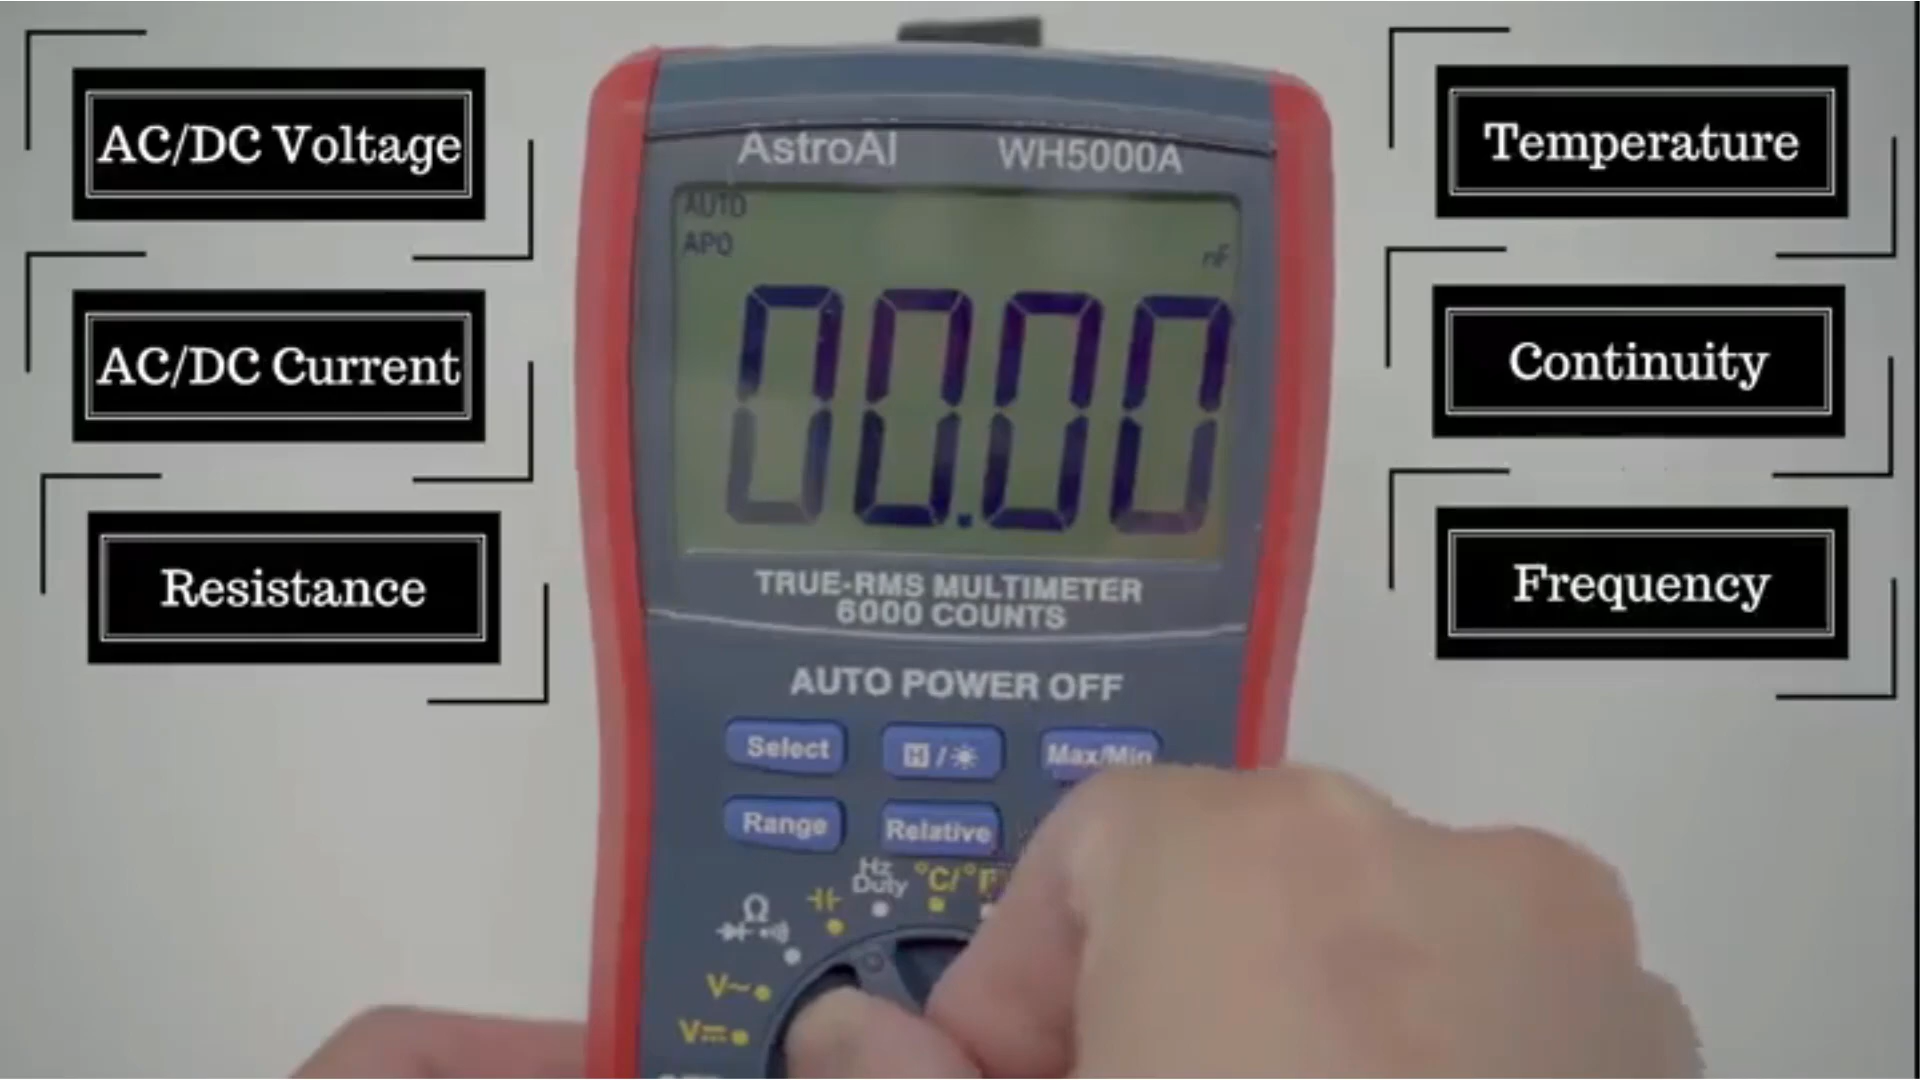 AC/DC Voltage
AC/DC Current
Resistance
AstroAI WH5000A
AUTO
APO
nF
00.00
TRUE-RMS MULTIMETER
6000 COUNTS
AUTO POWER OFF
Select H/☀ Max/Min
Range Relative
Hz
Duty
°C/°F
Ω
V~
V⎓
Temperature
Continuity
Frequency